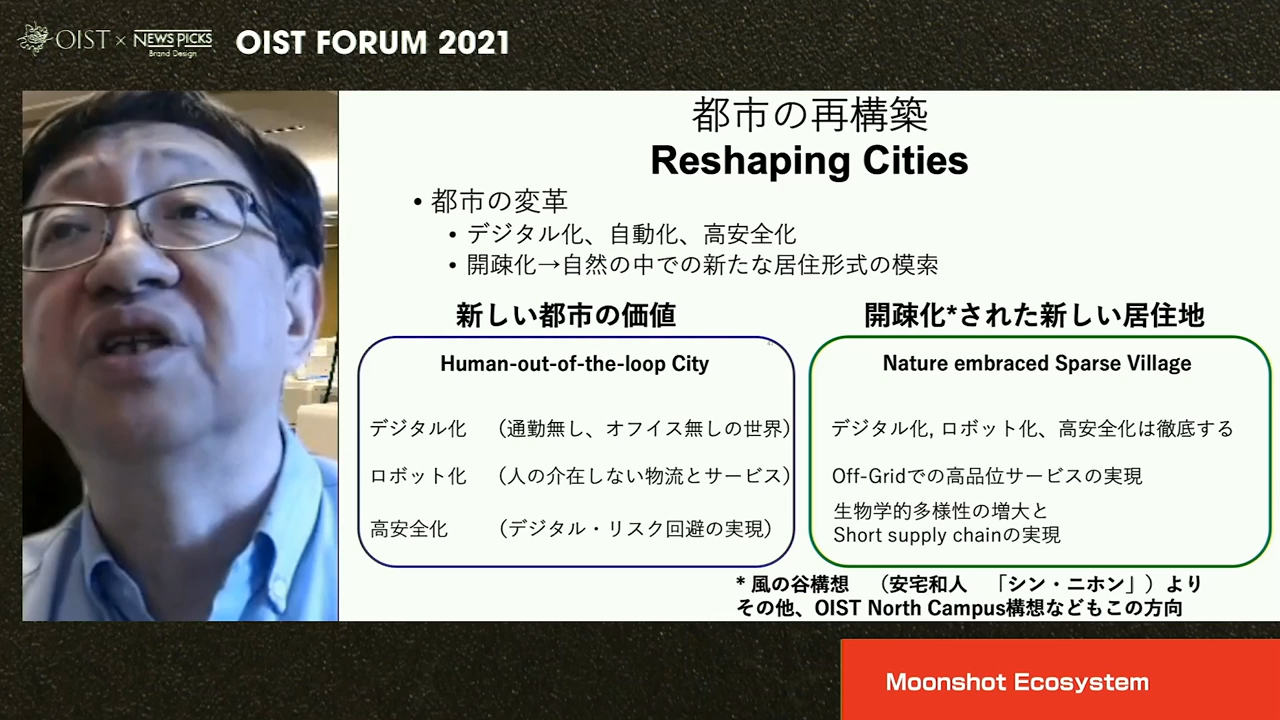 OIST × NEWS PICKS
Brand Design
OIST FORUM 2021
都市の再構築
Reshaping Cities
• 都市の変革
• デジタル化、自動化、高安全化
• 開疎化→自然の中での新たな居住形式の模索
新しい都市の価値
Human-out-of-the-loop City
デジタル化 （通勤無し、オフイス無しの世界）
ロボット化 （人の介在しない物流とサービス）
高安全化 （デジタル・リスク回避の実現）
開疎化*された新しい居住地
Nature embraced Sparse Village
デジタル化, ロボット化、高安全化は徹底する
Off-Gridでの高品位サービスの実現
生物学的多様性の増大と
Short supply chainの実現
* 風の谷構想 （安宅和人 「シン・ニホン」）より
その他、OIST North Campus構想などもこの方向
Moonshot Ecosystem